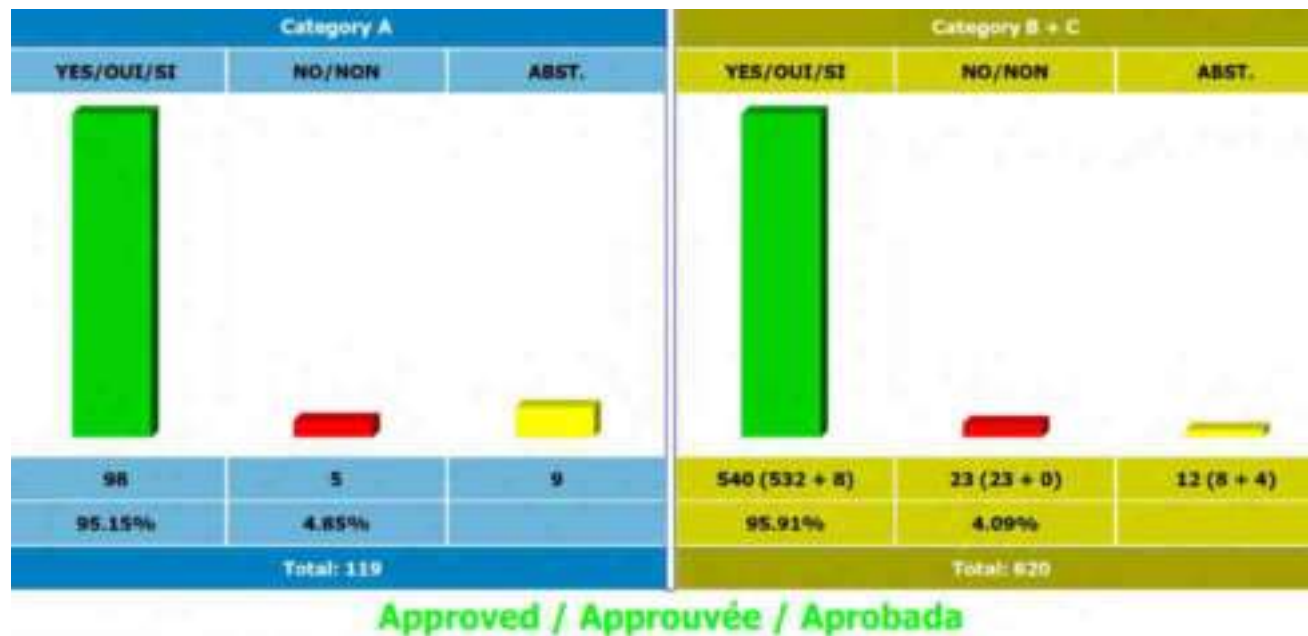 Category A
YES/OUI/SI NO/NON ABST.
98 5 9
95.15% 4.85%
Total: 119
Category B + C
YES/OUI/SI NO/NON ABST.
540 (532 + 8) 23 (23 + 0) 12 (8 + 4)
95.91% 4.09%
Total: 620
Approved / Approuvée / Aprobada